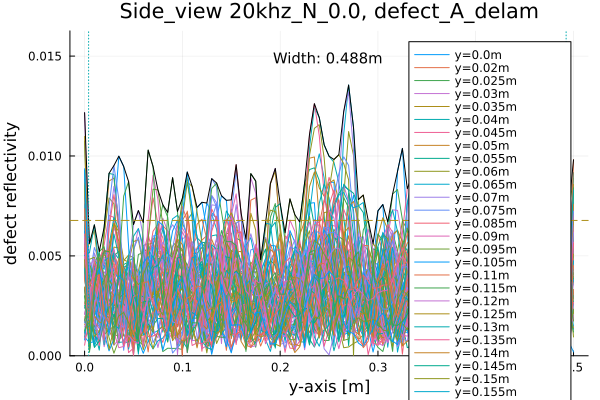 Side_view 20khz_N_0.0, defect_A_delam
Width: 0.488m
defect reflectivity
0.015
0.010
0.005
0.000
0.0
0.1
0.2
0.3
.5
y-axis [m]
y=0.0m
y=0.02m
y=0.025m
y=0.03m
y=0.035m
y=0.04m
y=0.045m
y=0.05m
y=0.055m
y=0.06m
y=0.065m
y=0.07m
y=0.075m
y=0.085m
y=0.09m
y=0.095m
y=0.105m
y=0.11m
y=0.115m
y=0.12m
y=0.125m
y=0.13m
y=0.135m
y=0.14m
y=0.145m
y=0.15m
y=0.155m